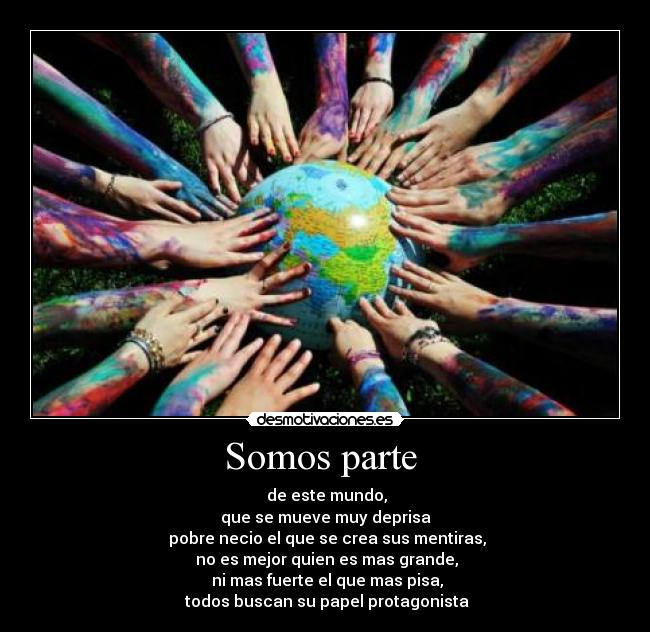 desmotivaciones.es
Somos parte
de este mundo,
que se mueve muy deprisa
pobre necio el que se crea sus mentiras,
no es mejor quien es mas grande,
ni mas fuerte el que mas pisa,
todos buscan su papel protagonista